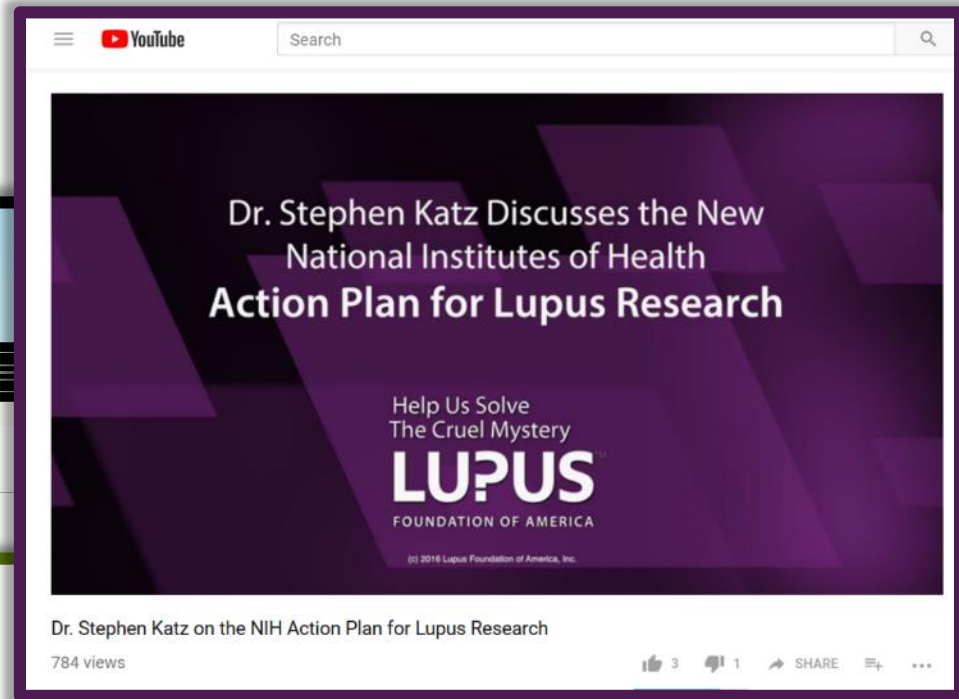 YouTube
Search
Dr. Stephen Katz Discusses the New
National Institutes of Health
Action Plan for Lupus Research
Help Us Solve
The Cruel Mystery
LUPUS™
FOUNDATION OF AMERICA
(c) 2016 Lupus Foundation of America, Inc.
Dr. Stephen Katz on the NIH Action Plan for Lupus Research
784 views
3 1 SHARE